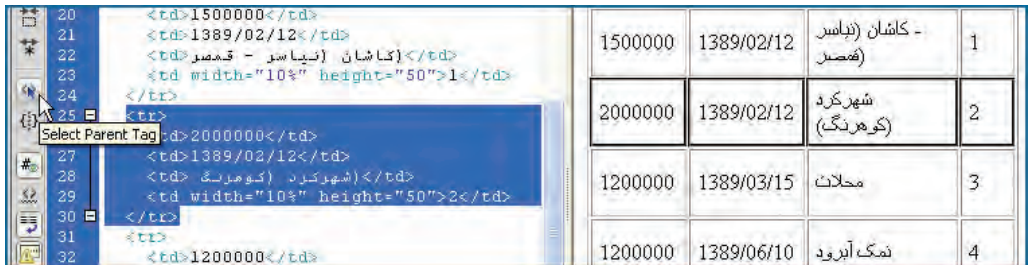 20 <td>1500000</td>
21 <td>1389/02/12</td>
22 <td>کاشان (نیاسر - قمصر)</td>
23 <td width="10%" height="50">1</td>
24 </tr>
25 <tr>
Select Parent Tag
td>2000000</td>
27 <td>1389/02/12</td>
28 <td>شهرکرد (کوهرنگ)</td>
29 <td width="10%" height="50">2</td>
30 </tr>
31 <tr>
32 <td>1200000</td>
1500000 1389/02/12 کاشان (نیاسر -
قمصر) 1
2000000 1389/02/12 شهرکرد
(کوهرنگ) 2
1200000 1389/03/15 محلات 3
1200000 1389/06/10 نمک آبرود 4